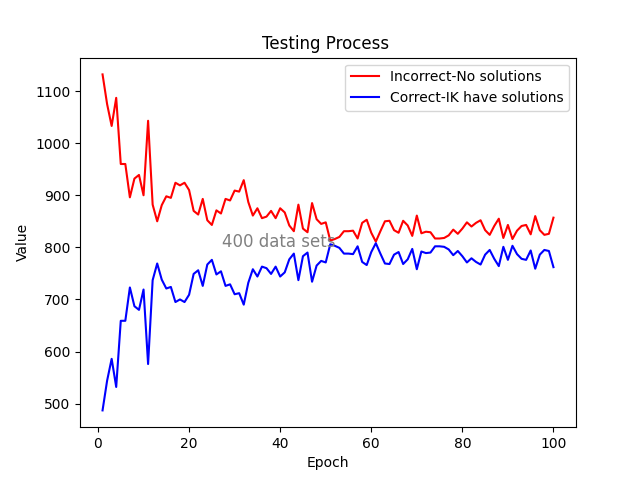 Testing Process
Incorrect-No solutions
Correct-IK have solutions
Value
1100
1000
900
800
700
600
500
400 data sets
0
20
40
60
80
100
Epoch